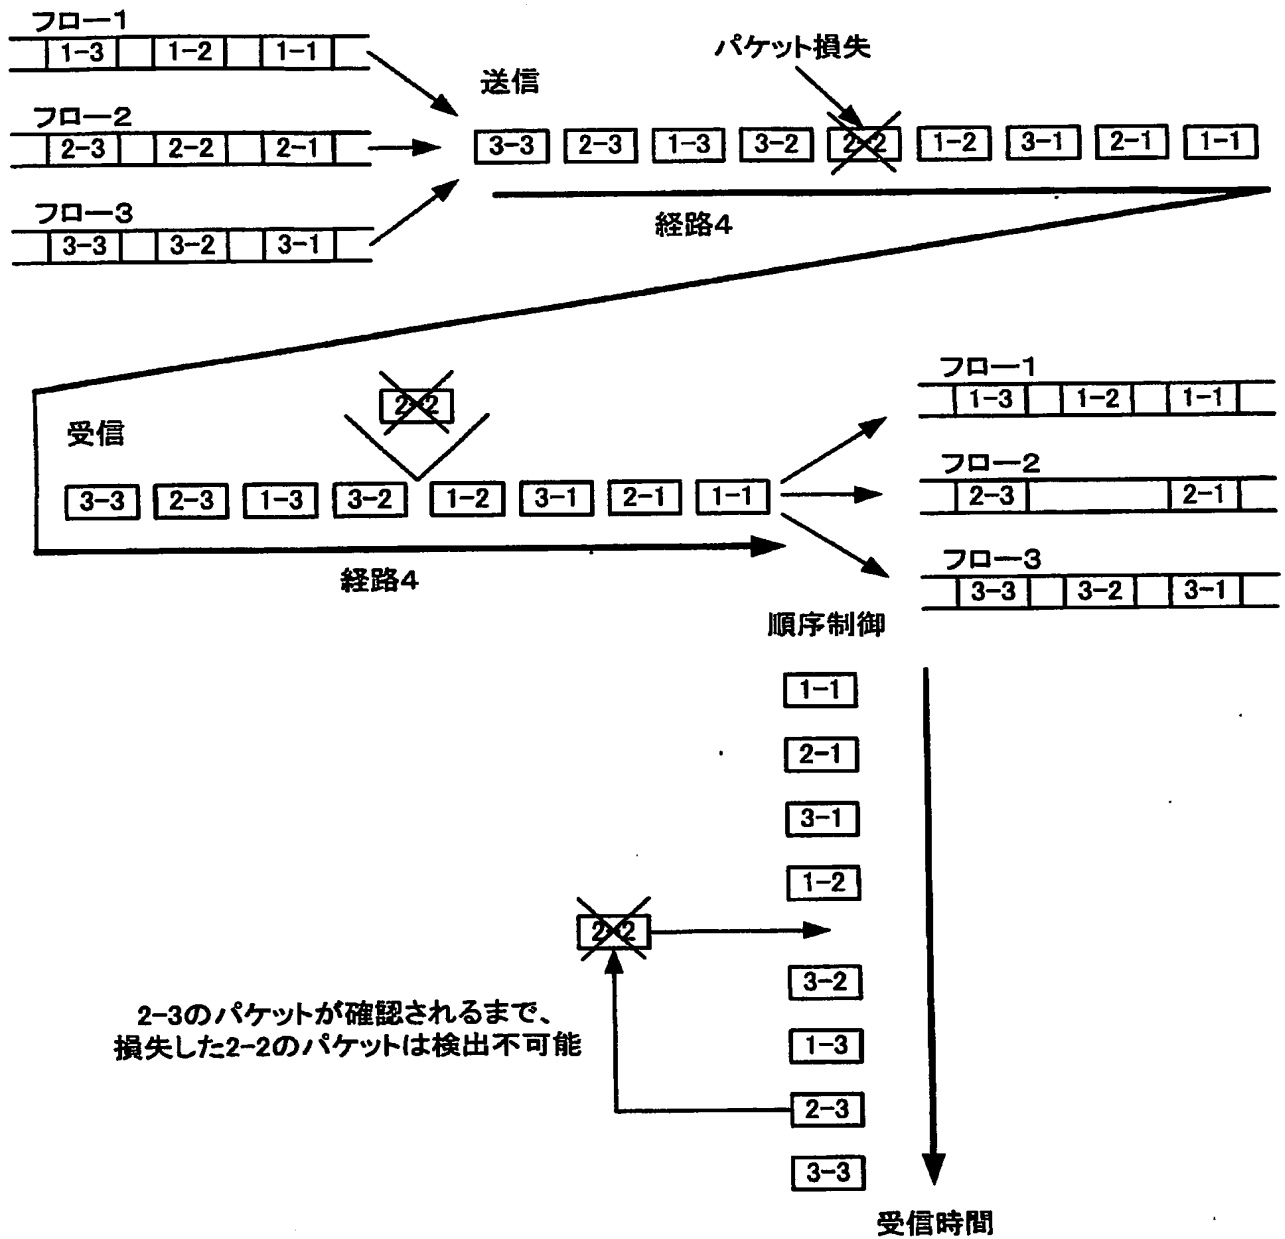 フロー1
1-3 1-2 1-1
フロー2
2-3 2-2 2-1
フロー3
3-3 3-2 3-1
送信
パケット損失
3-3 2-3 1-3 3-2 2-2 1-2 3-1 2-1 1-1
経路4
受信
2-2
3-3 2-3 1-3 3-2 1-2 3-1 2-1 1-1
経路4
フロー1
1-3 1-2 1-1
フロー2
2-3 2-1
フロー3
3-3 3-2 3-1
順序制御
1-1
2-1
3-1
1-2
2-2
3-2
1-3
2-3
3-3
2-3のパケットが確認されるまで、
損失した2-2のパケットは検出不可能
受信時間